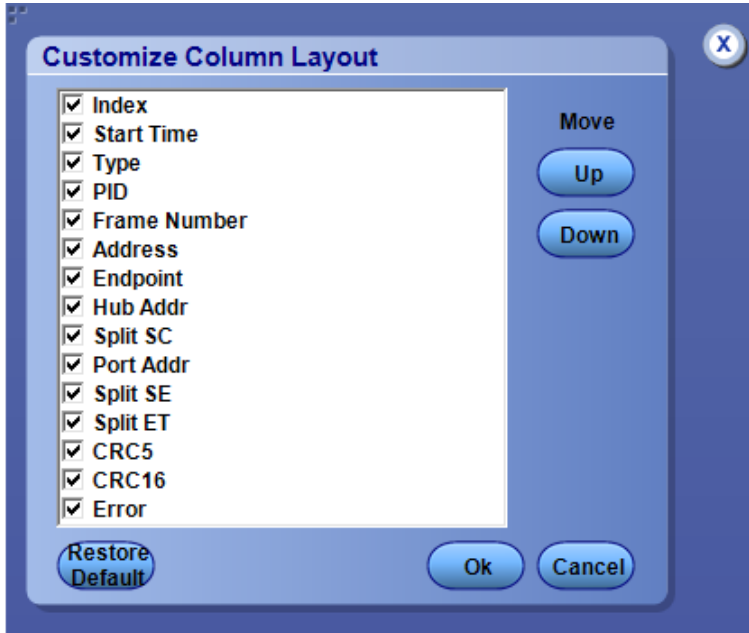 X
Customize Column Layout
Index
Start Time
Type
PID
Frame Number
Address
Endpoint
Hub Addr
Split SC
Port Addr
Split SE
Split ET
CRC5
CRC16
Error
Move
Up
Down
Restore
Default
Ok
Cancel